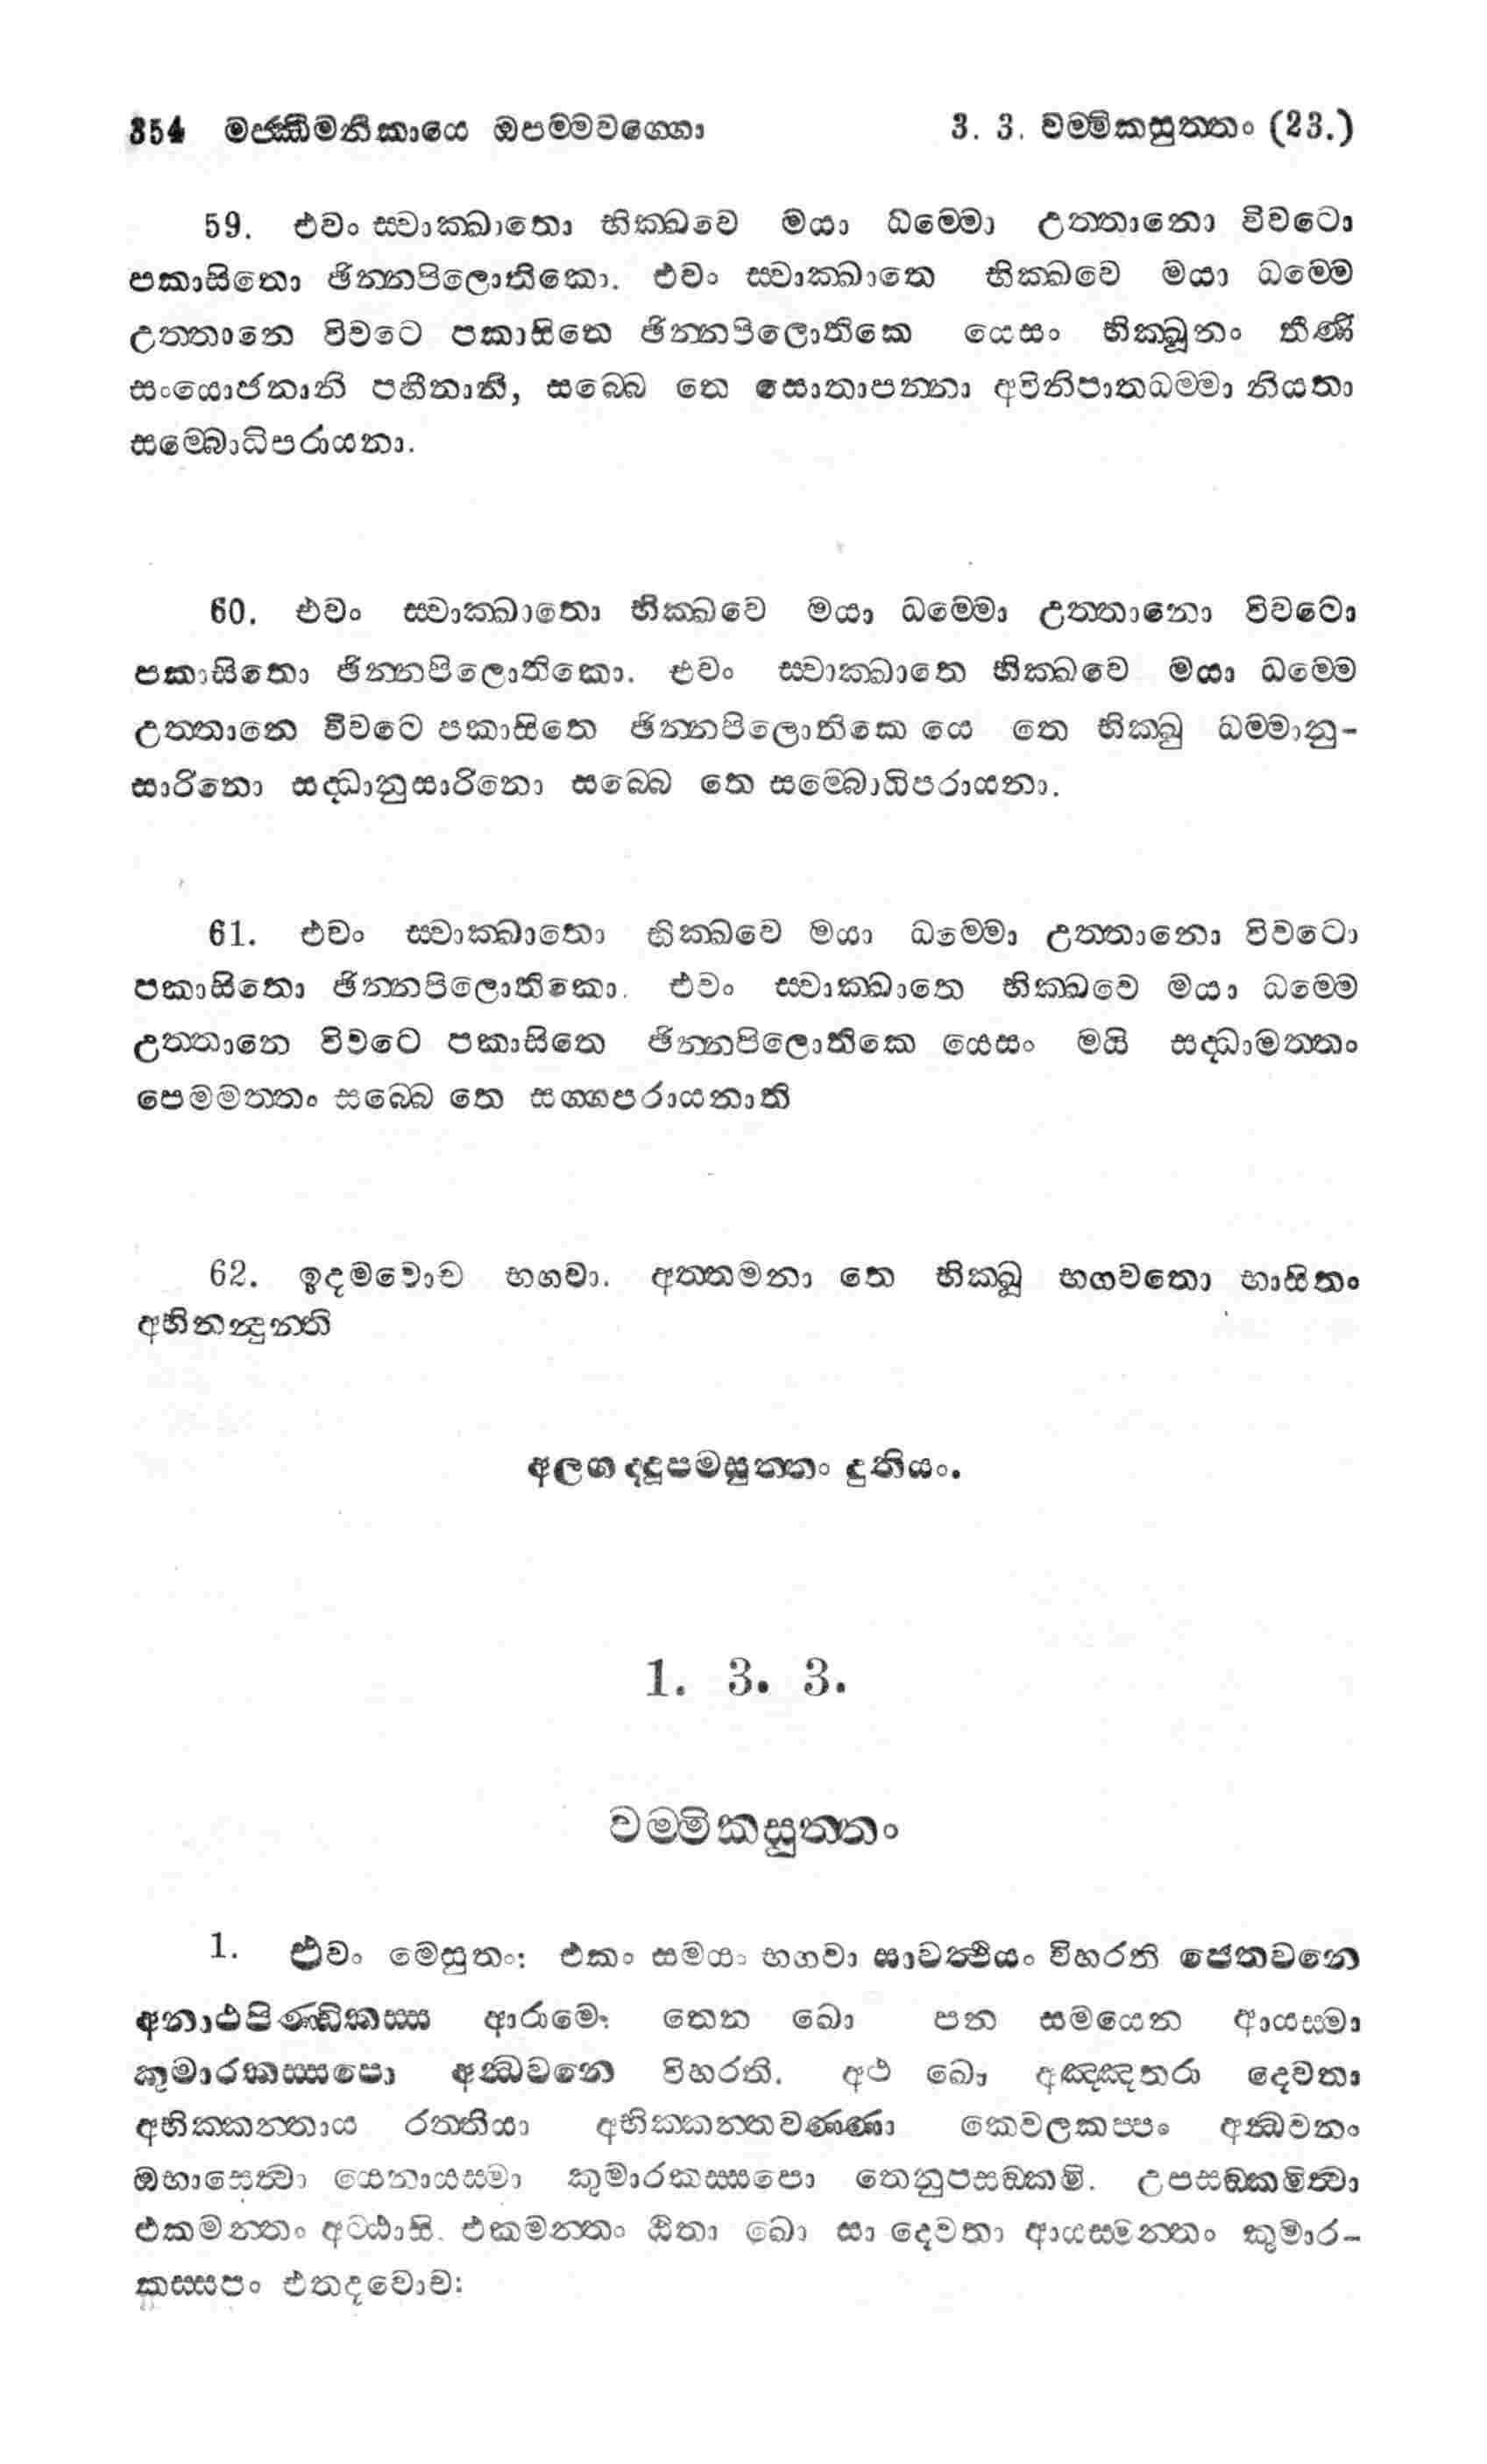 354 මජ්ඣිමනිකායෙ ඔපම්මවග්ගො 3. 3. වම්මිකසුත්තං (23.)
59. එවං ස්වාක්ඛාතො භික්ඛවෙ මයා ධම්මො උත්තානො විවටො
පකාසිතො ඡින්නපිලොතිකො. එවං ස්වාක්ඛාතෙ භික්ඛවෙ මයා ධම්මෙ
උත්තානෙ විවටෙ පකාසිතෙ ඡින්නපිලොතිකෙ යෙසං භික්ඛූනං තීණි
සංයොජනානි පහීනානි, සබ්බෙ තෙ සොතාපන්නා අවිනිපාතධම්මා නියතා
සම්බොධිපරායනා.
60. එවං ස්වාක්ඛාතො භික්ඛවෙ මයා ධම්මො උත්තානො විවටො
පකාසිතො ඡින්නපිලොතිකො. එවං ස්වාක්ඛාතෙ භික්ඛවෙ මයා ධම්මෙ
උත්තානෙ විවටෙ පකාසිතෙ ඡින්නපිලොතිකෙ යෙ තෙ භික්ඛු ධම්මානු-
සාරිනො සද්ධානුසාරිනො සබ්බෙ තෙ සම්බොධිපරායනා.
61. එවං ස්වාක්ඛාතො භික්ඛවෙ මයා ධම්මො උත්තානො විවටො
පකාසිතො ඡින්නපිලොතිකො. එවං ස්වාක්ඛාතෙ භික්ඛවෙ මයා ධම්මෙ
උත්තානෙ විවටෙ පකාසිතෙ ඡින්නපිලොතිකෙ යෙසං මයි සද්ධාමත්තං
පෙමමත්තං සබ්බෙ තෙ සග්ගපරායනාති
62. ඉදමවොච භගවා. අත්තමනා තෙ භික්ඛූ භගවතො භාසිතං
අභිනන්දුන්ති
අලගද්දූපමසුත්තං දුතියං.
1. 3. 3.
වම්මිකසුත්තං
1. එවං මෙසුතං: එකං සමයං භගවා සාවත්ථියං විහරති ජෙතවනෙ
අනාථපිණ්ඩිකස්ස ආරාමෙ: තෙන ඛො පන සමයෙන ආයස්මා
කුමාරකස්සපො අන්ධවනෙ විහරති. අථ ඛො අඤ්ඤතරා දෙවතා
අභික්කන්තාය රත්තියා අභික්කන්තවණ්ණා කෙවලකප්පං අන්ධවනං
ඔභාසෙත්වා යෙනායස්මා කුමාරකස්සපො තෙනුපසඞ්කමි. උපසඞ්කමිත්වා
එකමන්තං අට්ඨාසි. එකමන්තං ඨිතා ඛො සා දෙවතා ආයස්මන්තං කුමාර-
කස්සපං එතදවොච: